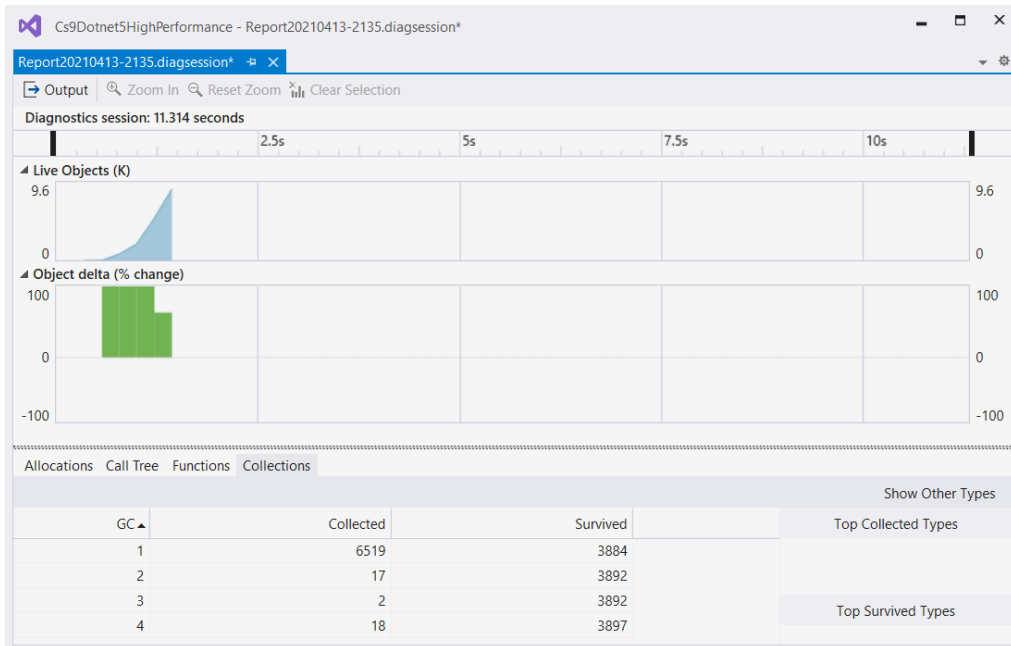 Cs9Dotnet5HighPerformance - Report20210413-2135.diagsession*
Report20210413-2135.diagsession*
Output Zoom In Reset Zoom Clear Selection
Diagnostics session: 11.314 seconds
2.5s 5s 7.5s 10s
Live Objects (K)
9.6 9.6
0 0
Object delta (% change)
100 100
0 0
-100 -100
Allocations Call Tree Functions Collections
Show Other Types
GC Collected Survived Top Collected Types
1 6519 3884
2 17 3892
3 2 3892
Top Survived Types
4 18 3897